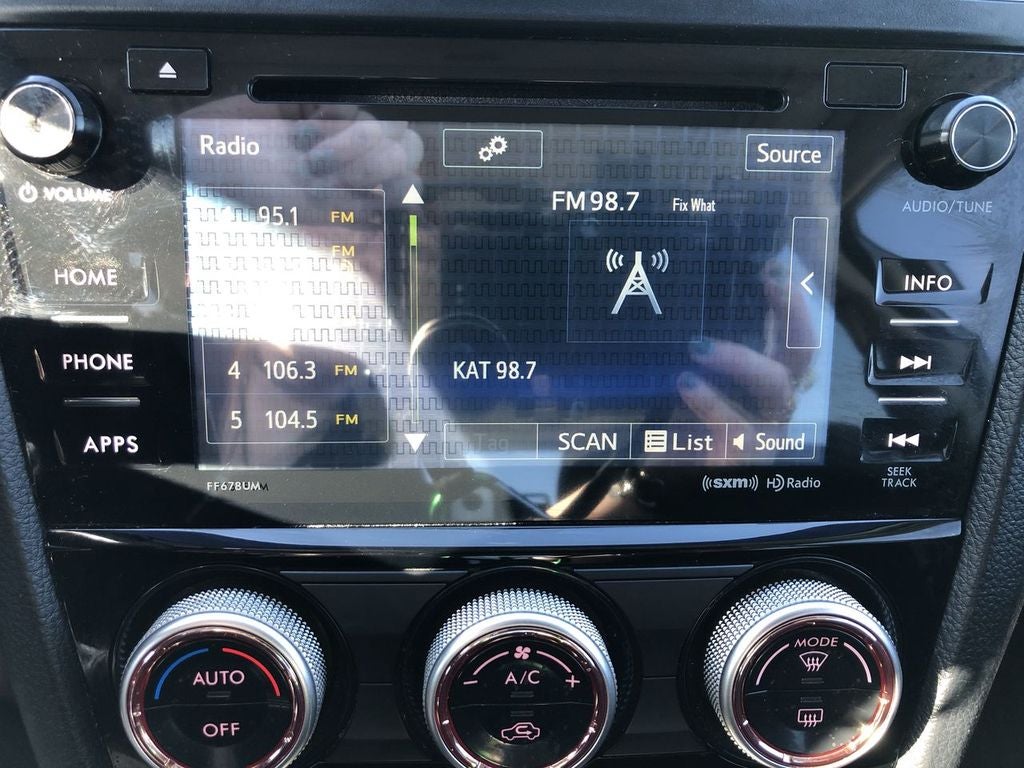 Radio
Source
95.1 FM
FM 98.7 Fix What
FM
4 106.3 FM
KAT 98.7
5 104.5 FM
Tag SCAN List Sound
VOLUME
HOME
PHONE
APPS
AUDIO/TUNE
INFO
SEEK
TRACK
FF678UM
((sxm)) HD Radio
AUTO
OFF
A/C
- +
MODE